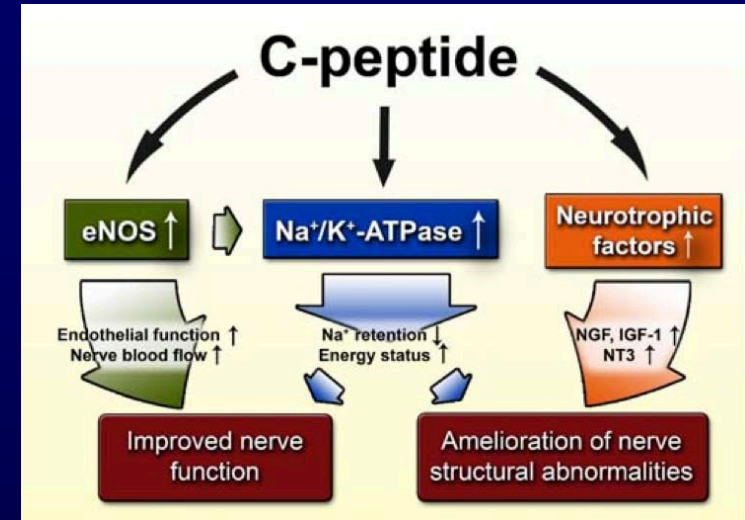 C-peptide
eNOS ↑
Na⁺/K⁺-ATPase ↑
Neurotrophic
factors ↑
Endothelial function ↑
Nerve blood flow ↑
Na⁺ retention ↓
Energy status ↑
NGF, IGF-1 ↑
NT3 ↑
Improved nerve
function
Amelioration of nerve
structural abnormalities